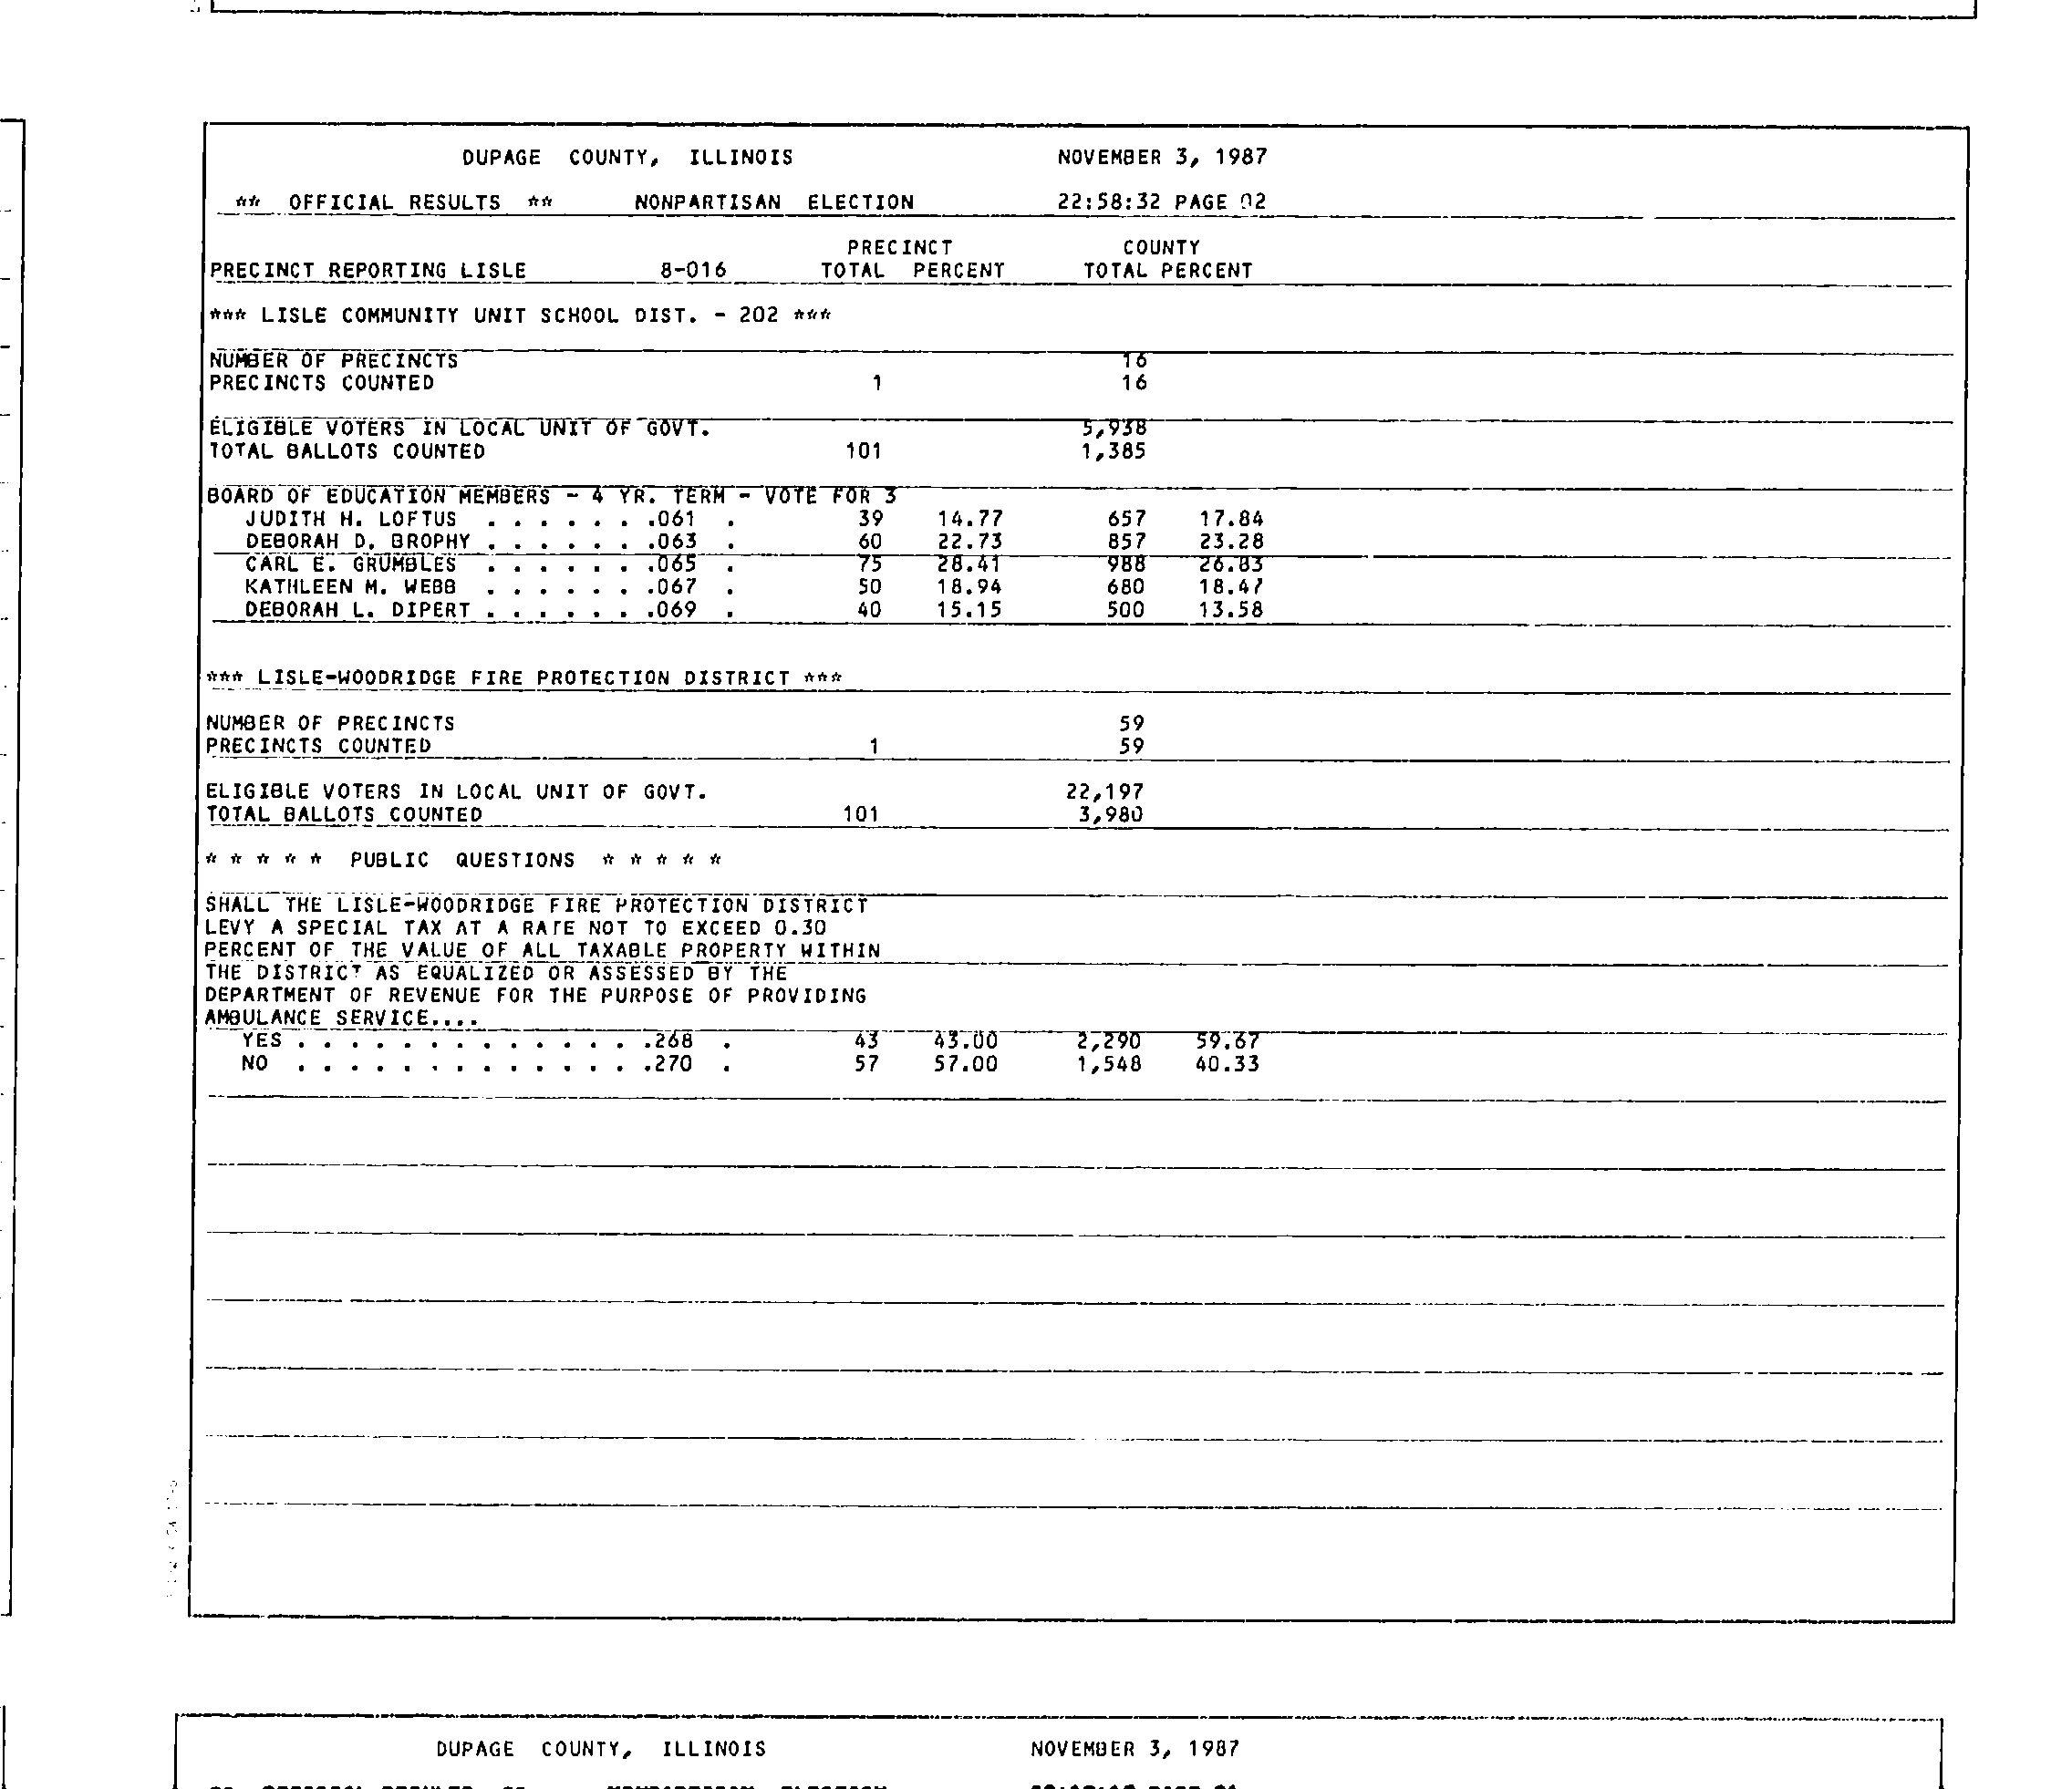 DUPAGE COUNTY, ILLINOIS NOVEMBER 3, 1987
** OFFICIAL RESULTS ** NONPARTISAN ELECTION 22:58:32 PAGE 02
PRECINCT COUNTY
PRECINCT REPORTING LISLE 8-016 TOTAL PERCENT TOTAL PERCENT
*** LISLE COMMUNITY UNIT SCHOOL DIST. - 202 ***
NUMBER OF PRECINCTS 16
PRECINCTS COUNTED 1 16
ELIGIBLE VOTERS IN LOCAL UNIT OF GOVT. 5,938
TOTAL BALLOTS COUNTED 101 1,385
BOARD OF EDUCATION MEMBERS - 4 YR. TERM - VOTE FOR 3
JUDITH H. LOFTUS . . . . . . .061 . 39 14.77 657 17.84
DEBORAH D. BROPHY . . . . . . .063 . 60 22.73 857 23.28
CARL E. GRUMBLES . . . . . . .065 . 75 28.41 988 26.83
KATHLEEN M. WEBB . . . . . . .067 . 50 18.94 680 18.47
DEBORAH L. DIPERT . . . . . . .069 . 40 15.15 500 13.58
*** LISLE-WOODRIDGE FIRE PROTECTION DISTRICT ***
NUMBER OF PRECINCTS 59
PRECINCTS COUNTED 1 59
ELIGIBLE VOTERS IN LOCAL UNIT OF GOVT. 22,197
TOTAL BALLOTS COUNTED 101 3,980
* * * * * PUBLIC QUESTIONS * * * * *
SHALL THE LISLE-WOODRIDGE FIRE PROTECTION DISTRICT
LEVY A SPECIAL TAX AT A RATE NOT TO EXCEED 0.30
PERCENT OF THE VALUE OF ALL TAXABLE PROPERTY WITHIN
THE DISTRICT AS EQUALIZED OR ASSESSED BY THE
DEPARTMENT OF REVENUE FOR THE PURPOSE OF PROVIDING
AMBULANCE SERVICE....
YES . . . . . . . . . . . . . .268 . 43 43.00 2,290 59.67
NO . . . . . . . . . . . . . .270 . 57 57.00 1,548 40.33
DUPAGE COUNTY, ILLINOIS NOVEMBER 3, 1987